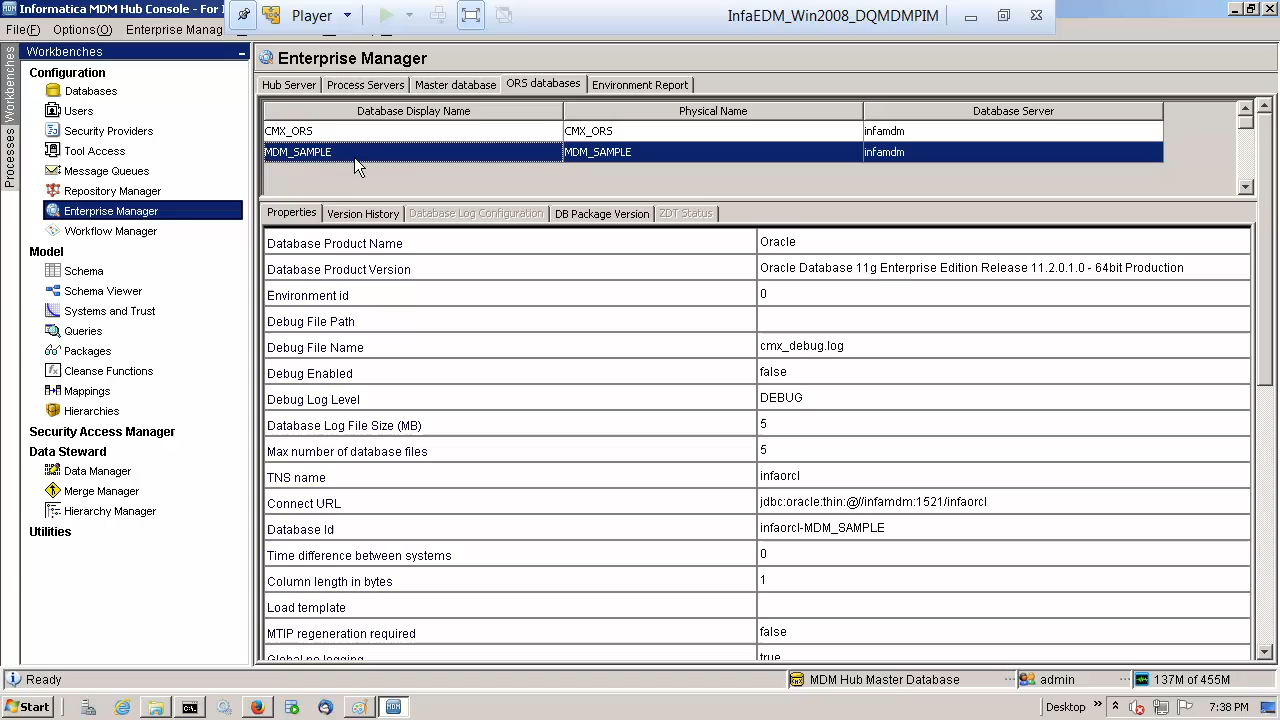 Informatica MDM Hub Console - For I
Player
InfaEDM_Win2008_DQMDMPIM
File(F) Options(O) Enterprise Manag
Workbenches
Processes
Workbenches
Configuration
Databases
Users
Security Providers
Tool Access
Message Queues
Repository Manager
Enterprise Manager
Workflow Manager
Model
Schema
Schema Viewer
Systems and Trust
Queries
Packages
Cleanse Functions
Mappings
Hierarchies
Security Access Manager
Data Steward
Data Manager
Merge Manager
Hierarchy Manager
Utilities
Enterprise Manager
Hub Server Process Servers Master database ORS databases Environment Report
Database Display Name Physical Name Database Server
CMX_ORS CMX_ORS infamdm
MDM_SAMPLE MDM_SAMPLE infamdm
Properties Version History Database Log Configuration DB Package Version ZDT Status
Database Product Name Oracle
Database Product Version Oracle Database 11g Enterprise Edition Release 11.2.0.1.0 - 64bit Production
Environment id 0
Debug File Path
Debug File Name cmx_debug.log
Debug Enabled false
Debug Log Level DEBUG
Database Log File Size (MB) 5
Max number of database files 5
TNS name infaorcl
Connect URL jdbc:oracle:thin:@//infamdm:1521/infaorcl
Database Id infaorcl-MDM_SAMPLE
Time difference between systems 0
Column length in bytes 1
Load template
MTIP regeneration required false
Global no logging true
Ready MDM Hub Master Database admin 137M of 455M
Start Desktop 7:38 PM